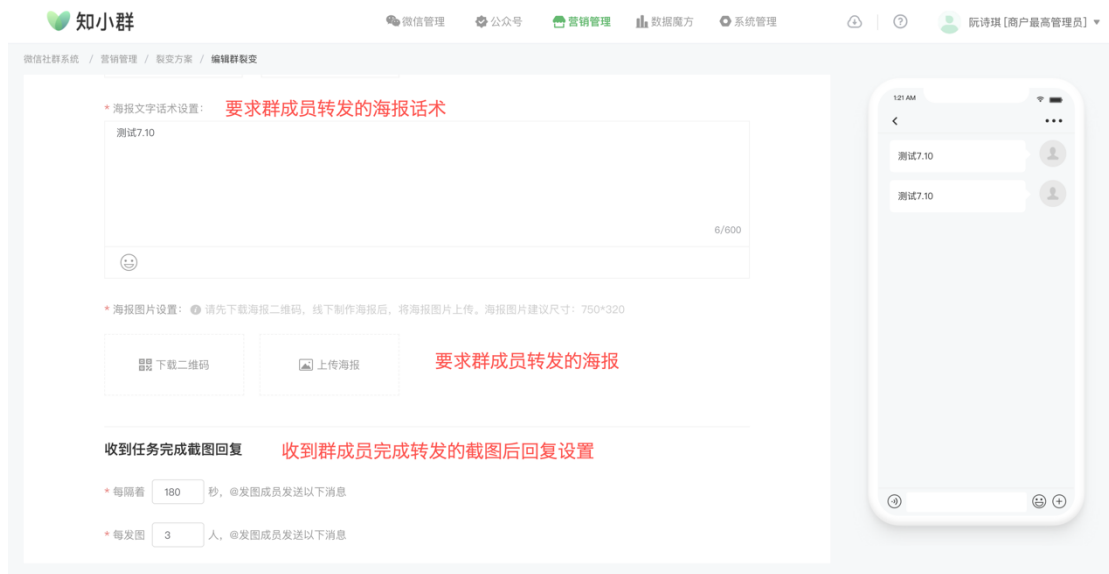 知小群
微信管理 公众号 营销管理 数据魔方 系统管理 阮诗琪 [商户最高管理员]
微信社群系统 / 营销管理 / 裂变方案 / 编辑群裂变
* 海报文字话术设置： 要求群成员转发的海报话术
测试7.10
6/600
* 海报图片设置： 请先下载海报二维码，线下制作海报后，将海报图片上传，海报图片建议尺寸：750*320
下载二维码 上传海报 要求群成员转发的海报
收到任务完成截图回复 收到群成员完成转发的截图后回复设置
* 每隔着 180 秒，@发图成员发送以下消息
* 每发图 3 人，@发图成员发送以下消息
1:21 AM
测试7.10
测试7.10